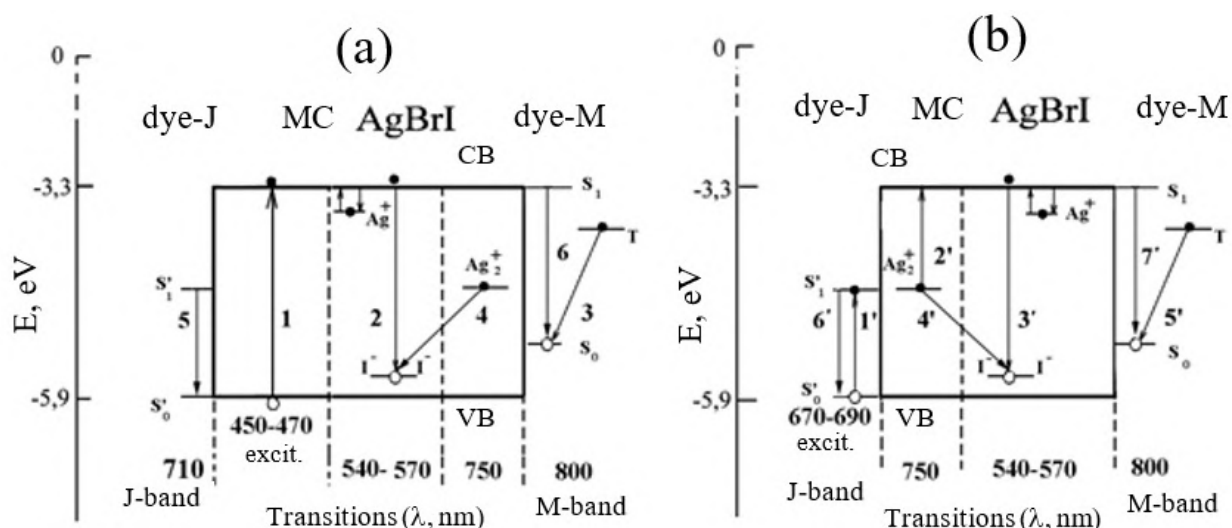 (a)
0
dye-J MC AgBrI dye-M
CB
-3,3
S₁
Ag⁺
T
Ag₂⁺
S'₁
6
5 1 2 4 3
E, eV
S₀
I⁻ I⁻
-5,9
S'₀
VB
450-470
excit.
710 540- 570 750 800
J-band M-band
Transitions (λ, nm)
(b)
0
dye-J MC AgBrI dye-M
CB
-3,3
S₁
Ag⁺
T
Ag₂⁺ 2'
S'₁
7'
6' 1' 4' 3' 5'
E, eV
S₀
I⁻ I⁻
-5,9
S'₀
670-690
VB
excit.
750 540-570 800
J-band M-band
Transitions (λ, nm)